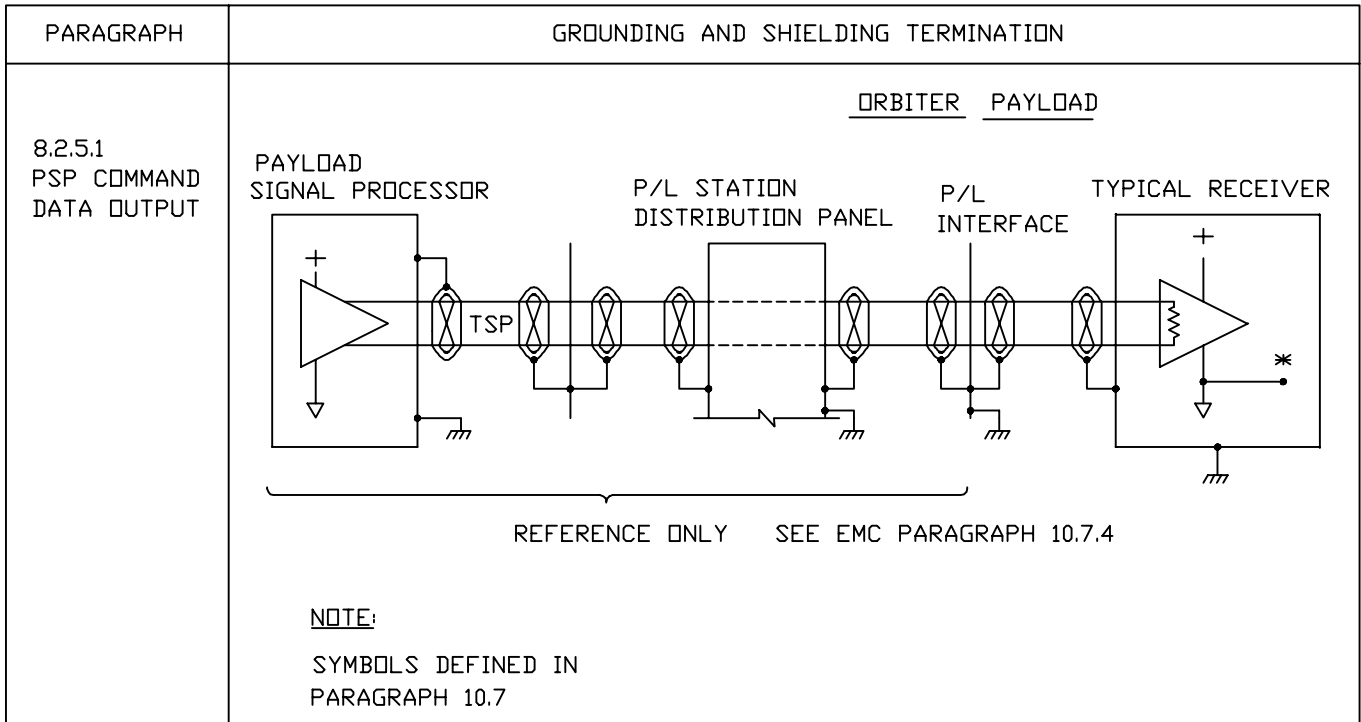 PARAGRAPH
GROUNDING AND SHIELDING TERMINATION
8.2.5.1
PSP COMMAND
DATA OUTPUT
ORBITER PAYLOAD
PAYLOAD
SIGNAL PROCESSOR
P/L STATION
DISTRIBUTION PANEL
P/L
INTERFACE
TYPICAL RECEIVER
+
+
TSP
*
REFERENCE ONLY SEE EMC PARAGRAPH 10.7.4
NOTE:
SYMBOLS DEFINED IN
PARAGRAPH 10.7